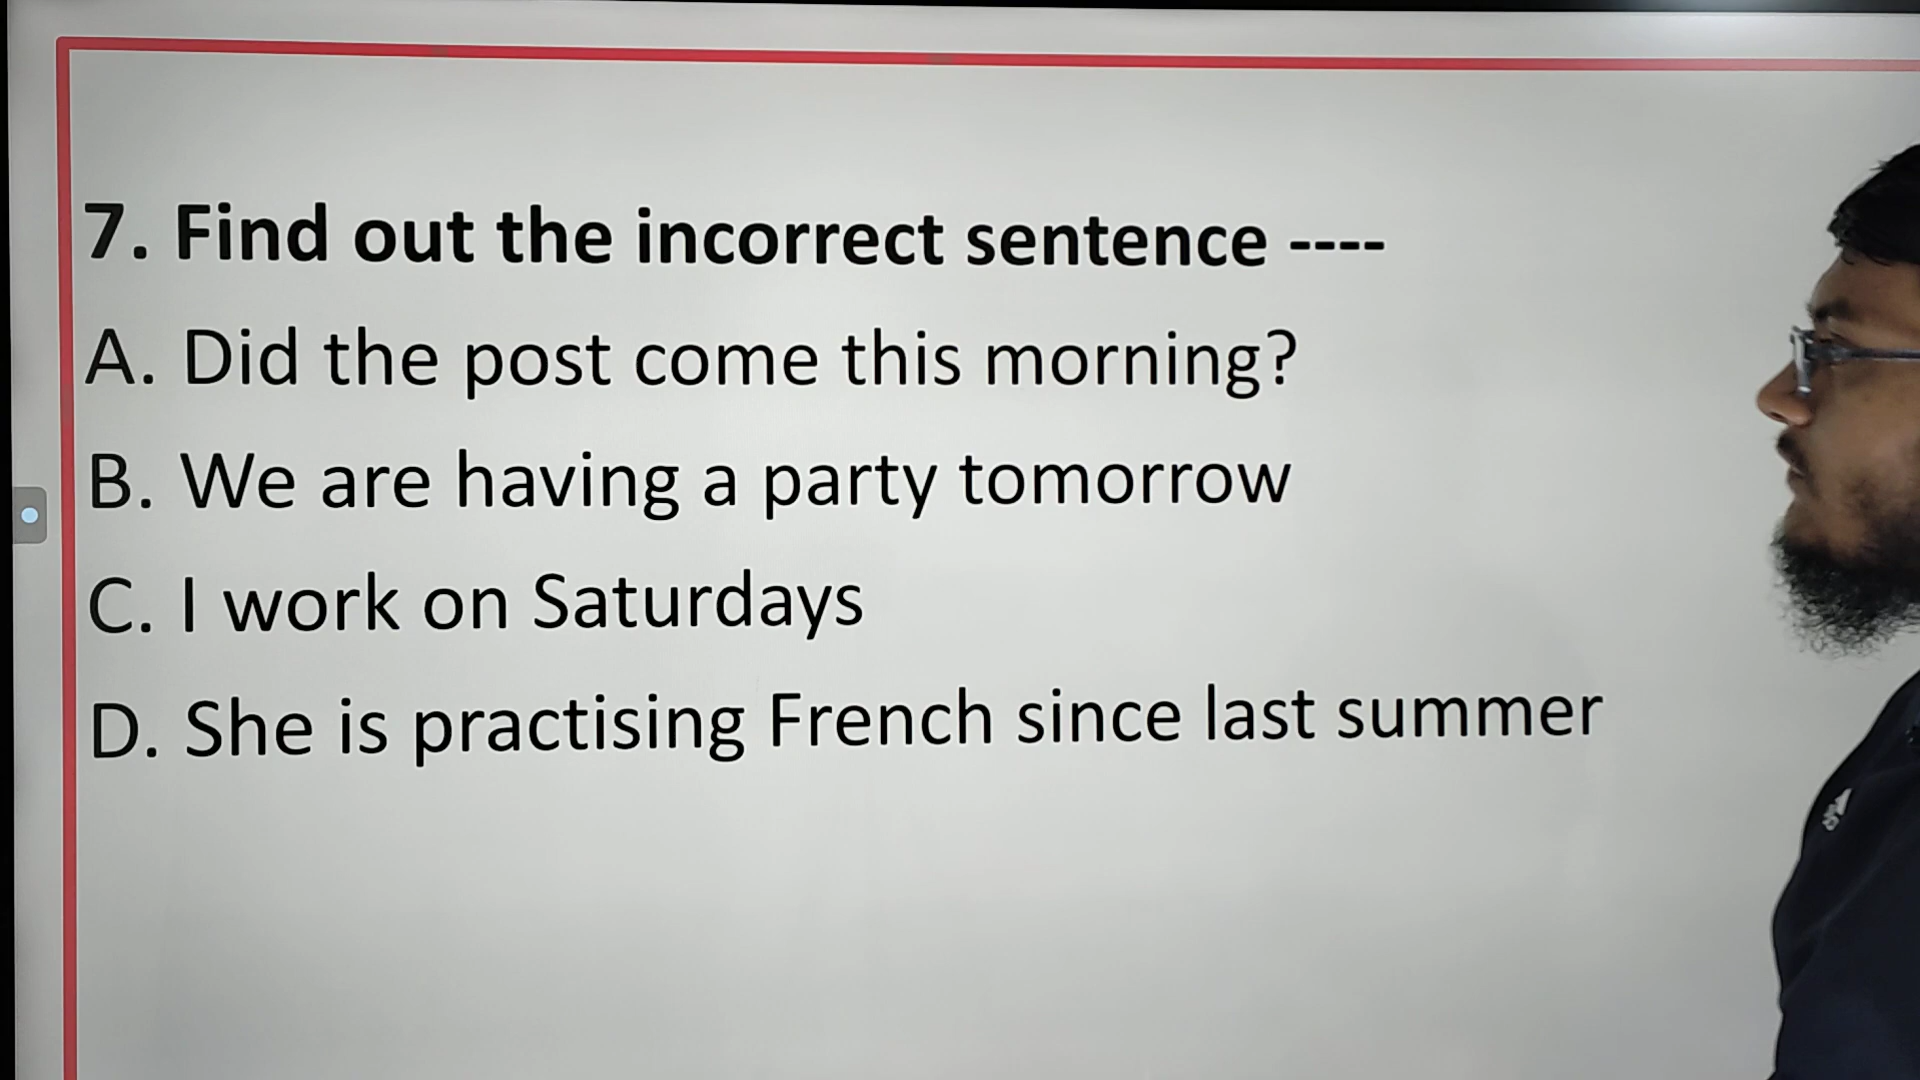 7. Find out the incorrect sentence ----
A. Did the post come this morning?
B. We are having a party tomorrow
C. I work on Saturdays
D. She is practising French since last summer